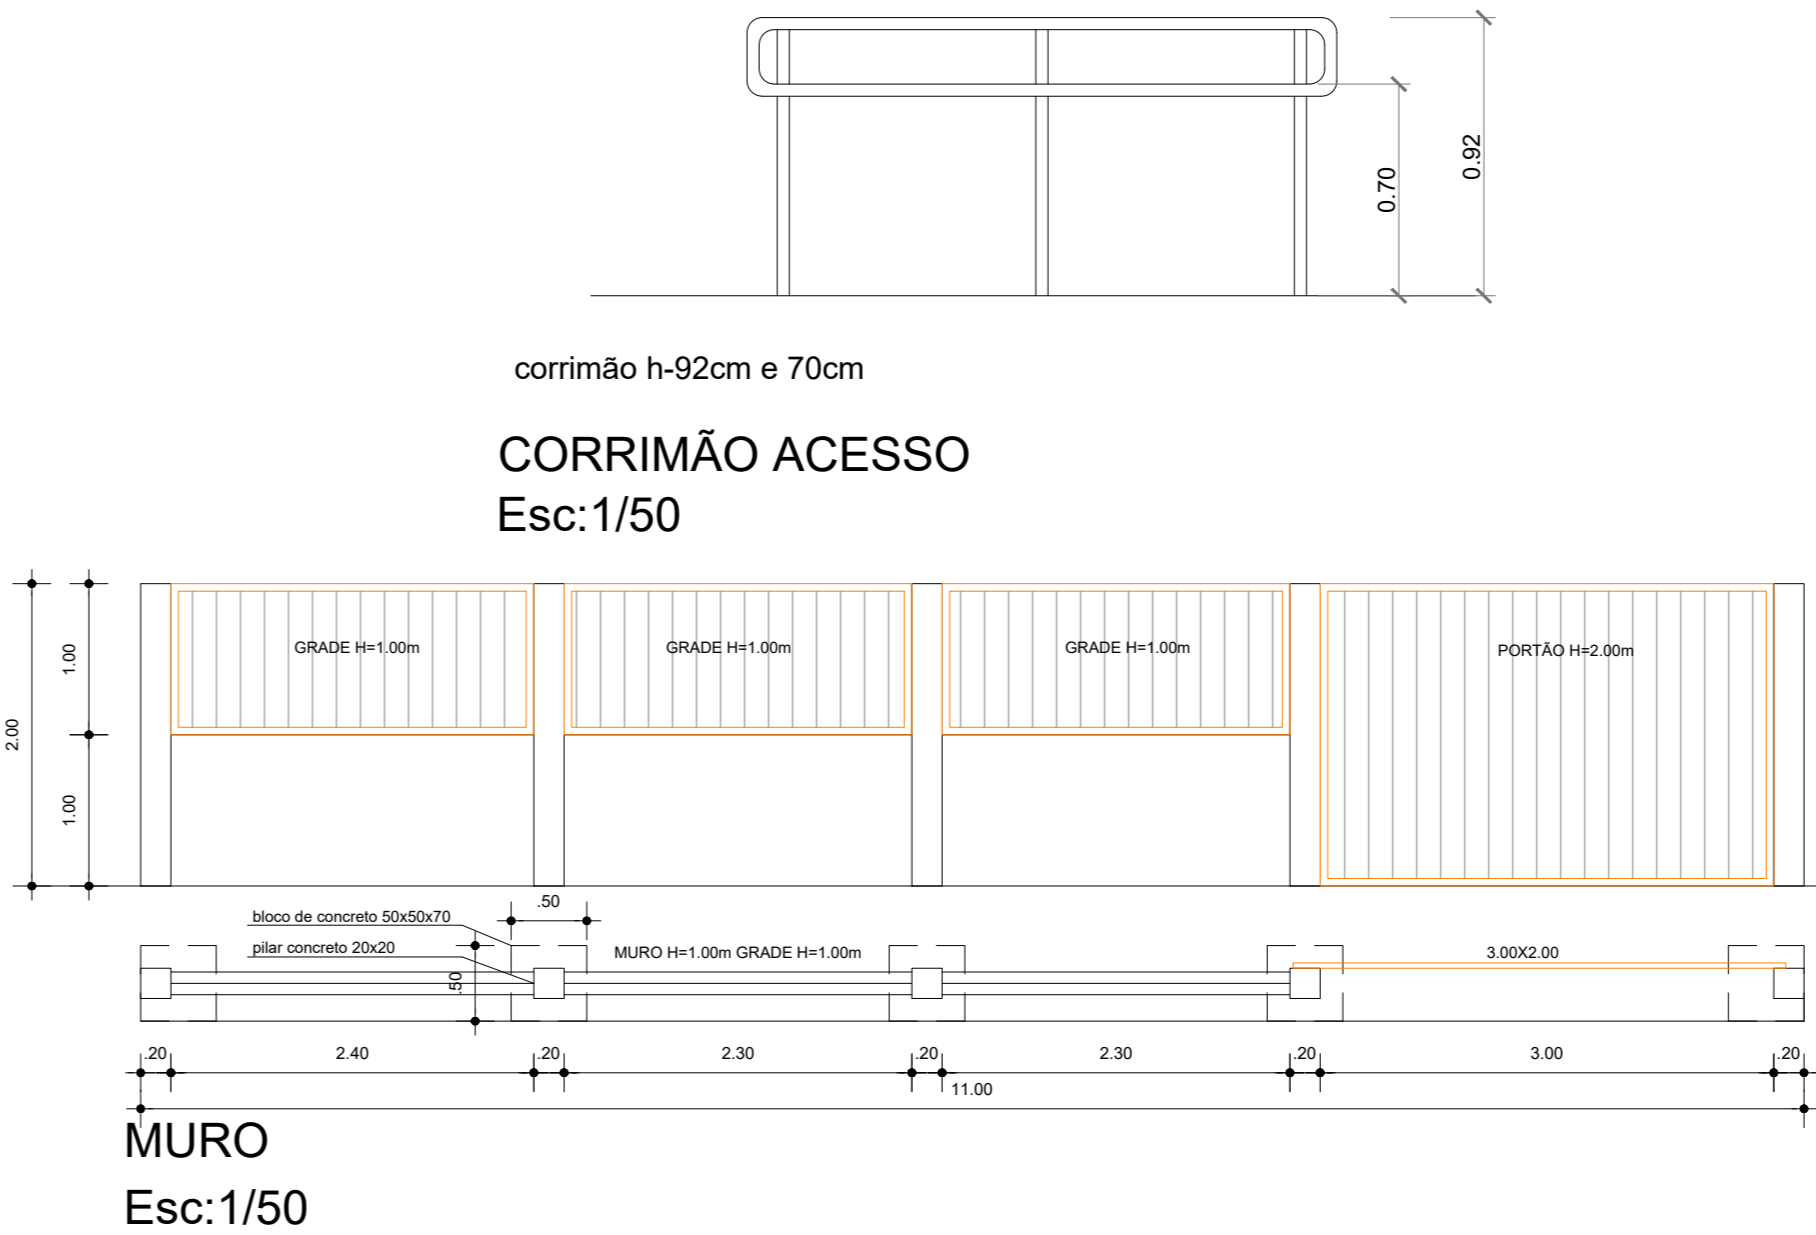 0.92
0.70
corrimão h-92cm e 70cm
CORRIMÃO ACESSO
Esc:1/50
GRADE H=1.00m
GRADE H=1.00m
GRADE H=1.00m
PORTÃO H=2.00m
1.00
2.00
1.00
.50
bloco de concreto 50x50x70
pilar concreto 20x20
MURO H=1.00m GRADE H=1.00m
3.00X2.00
.50
.20 2.40 .20 2.30 .20 2.30 .20 3.00 .20
11.00
MURO
Esc:1/50